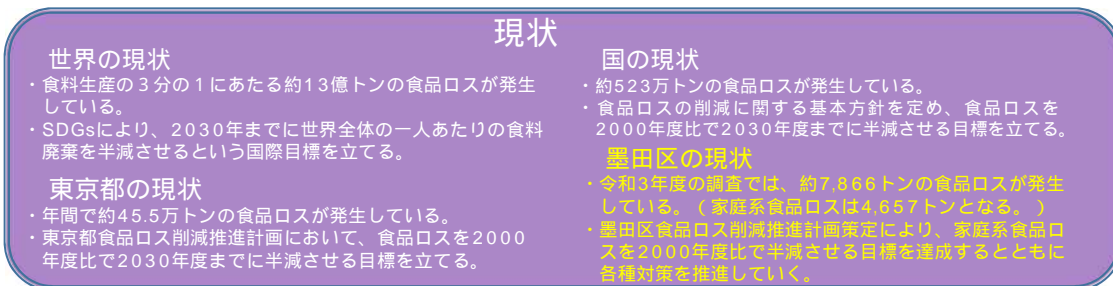 現状
世界の現状
・食料生産の３分の１にあたる約13億トンの食品ロスが発生
している。
・SDGsにより、2030年までに世界全体の一人あたりの食料
廃棄を半減させるという国際目標を立てる。
東京都の現状
・年間で約45.5万トンの食品ロスが発生している。
・東京都食品ロス削減推進計画において、食品ロスを2000
年度比で2030年度までに半減させる目標を立てる。
国の現状
・約523万トンの食品ロスが発生している。
・食品ロスの削減に関する基本方針を定め、食品ロスを
2000年度比で2030年度までに半減させる目標を立てる。
墨田区の現状
・令和3年度の調査では、約7,866トンの食品ロスが発生
している。（家庭系食品ロスは4,657トンとなる。）
・墨田区食品ロス削減推進計画策定により、家庭系食品ロ
スを2000年度比で半減させる目標を達成するとともに
各種対策を推進していく。